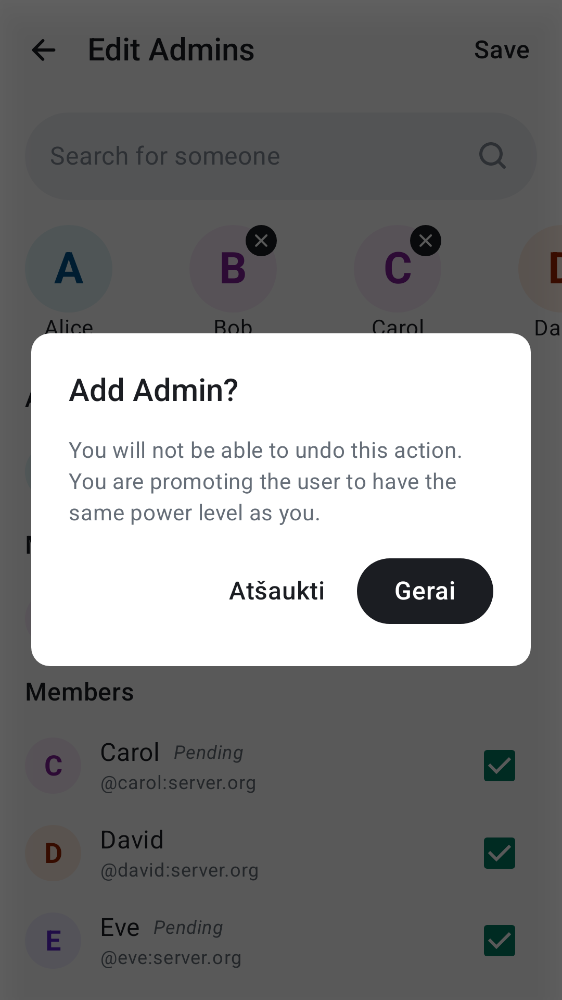 Edit Admins
Save
Search for someone
A
B
C
D
Alice
Bob
Carol
Da
Add Admin?
You will not be able to undo this action.
You are promoting the user to have the
same power level as you.
Atšaukti
Gerai
Members
C
Carol Pending
@carol:server.org
D
David
@david:server.org
E
Eve Pending
@eve:server.org